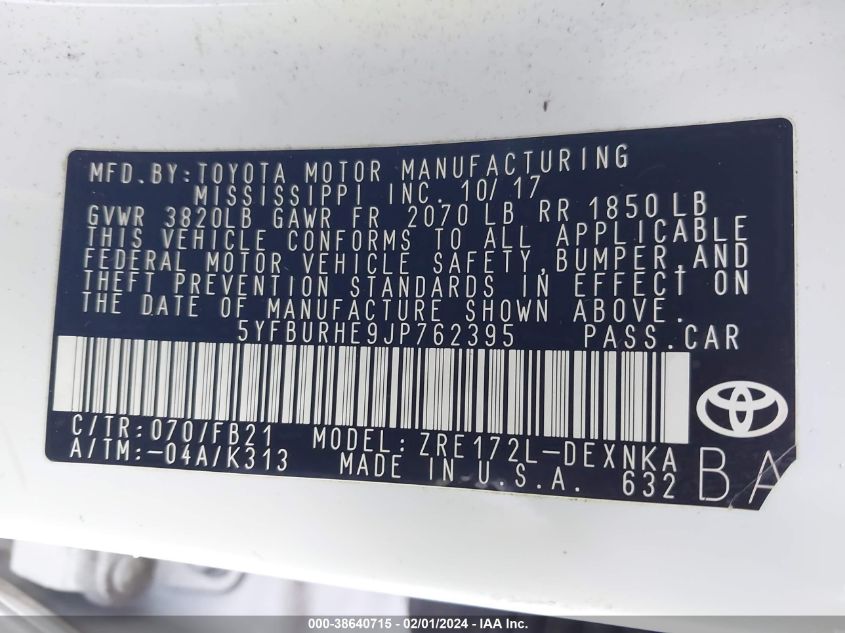 MFD.BY:TOYOTA MOTOR MANUFACTURING
MISSISSIPPI INC. 10/17
GVWR 3820LB GAWR FR 2070 LB RR 1850 LB
THIS VEHICLE CONFORMS TO ALL APPLICABLE
FEDERAL MOTOR VEHICLE SAFETY,BUMPER,AND
THEFT PREVENTION STANDARDS IN EFFECT ON
THE DATE OF MANUFACTURE SHOWN ABOVE.
5YFBURHE9JP762395 PASS.CAR
C/TR:070/FB21 MODEL:ZRE172L-DEXNKA
A/TM:-04A/K313 MADE IN U.S.A. 632
BA
000-38640715 - 02/01/2024 - IAA Inc.